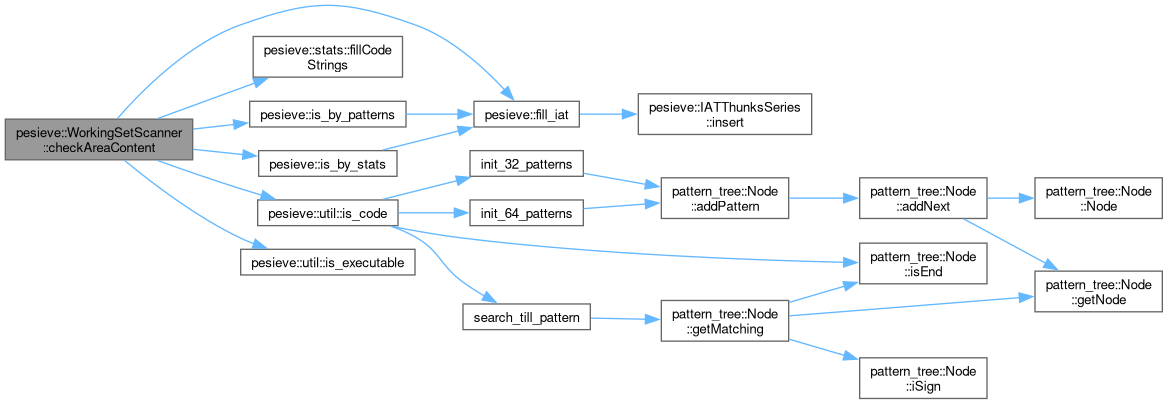 pesieve::WorkingSetScanner
::checkAreaContent
pesieve::stats::fillCode
Strings
pesieve::is_by_patterns
pesieve::is_by_stats
pesieve::util::is_code
pesieve::util::is_executable
pesieve::fill_iat
init_32_patterns
init_64_patterns
search_till_pattern
pesieve::IATThunksSeries
::insert
pattern_tree::Node
::addPattern
pattern_tree::Node
::getMatching
pattern_tree::Node
::addNext
pattern_tree::Node
::isEnd
pattern_tree::Node
::iSign
pattern_tree::Node
::Node
pattern_tree::Node
::getNode